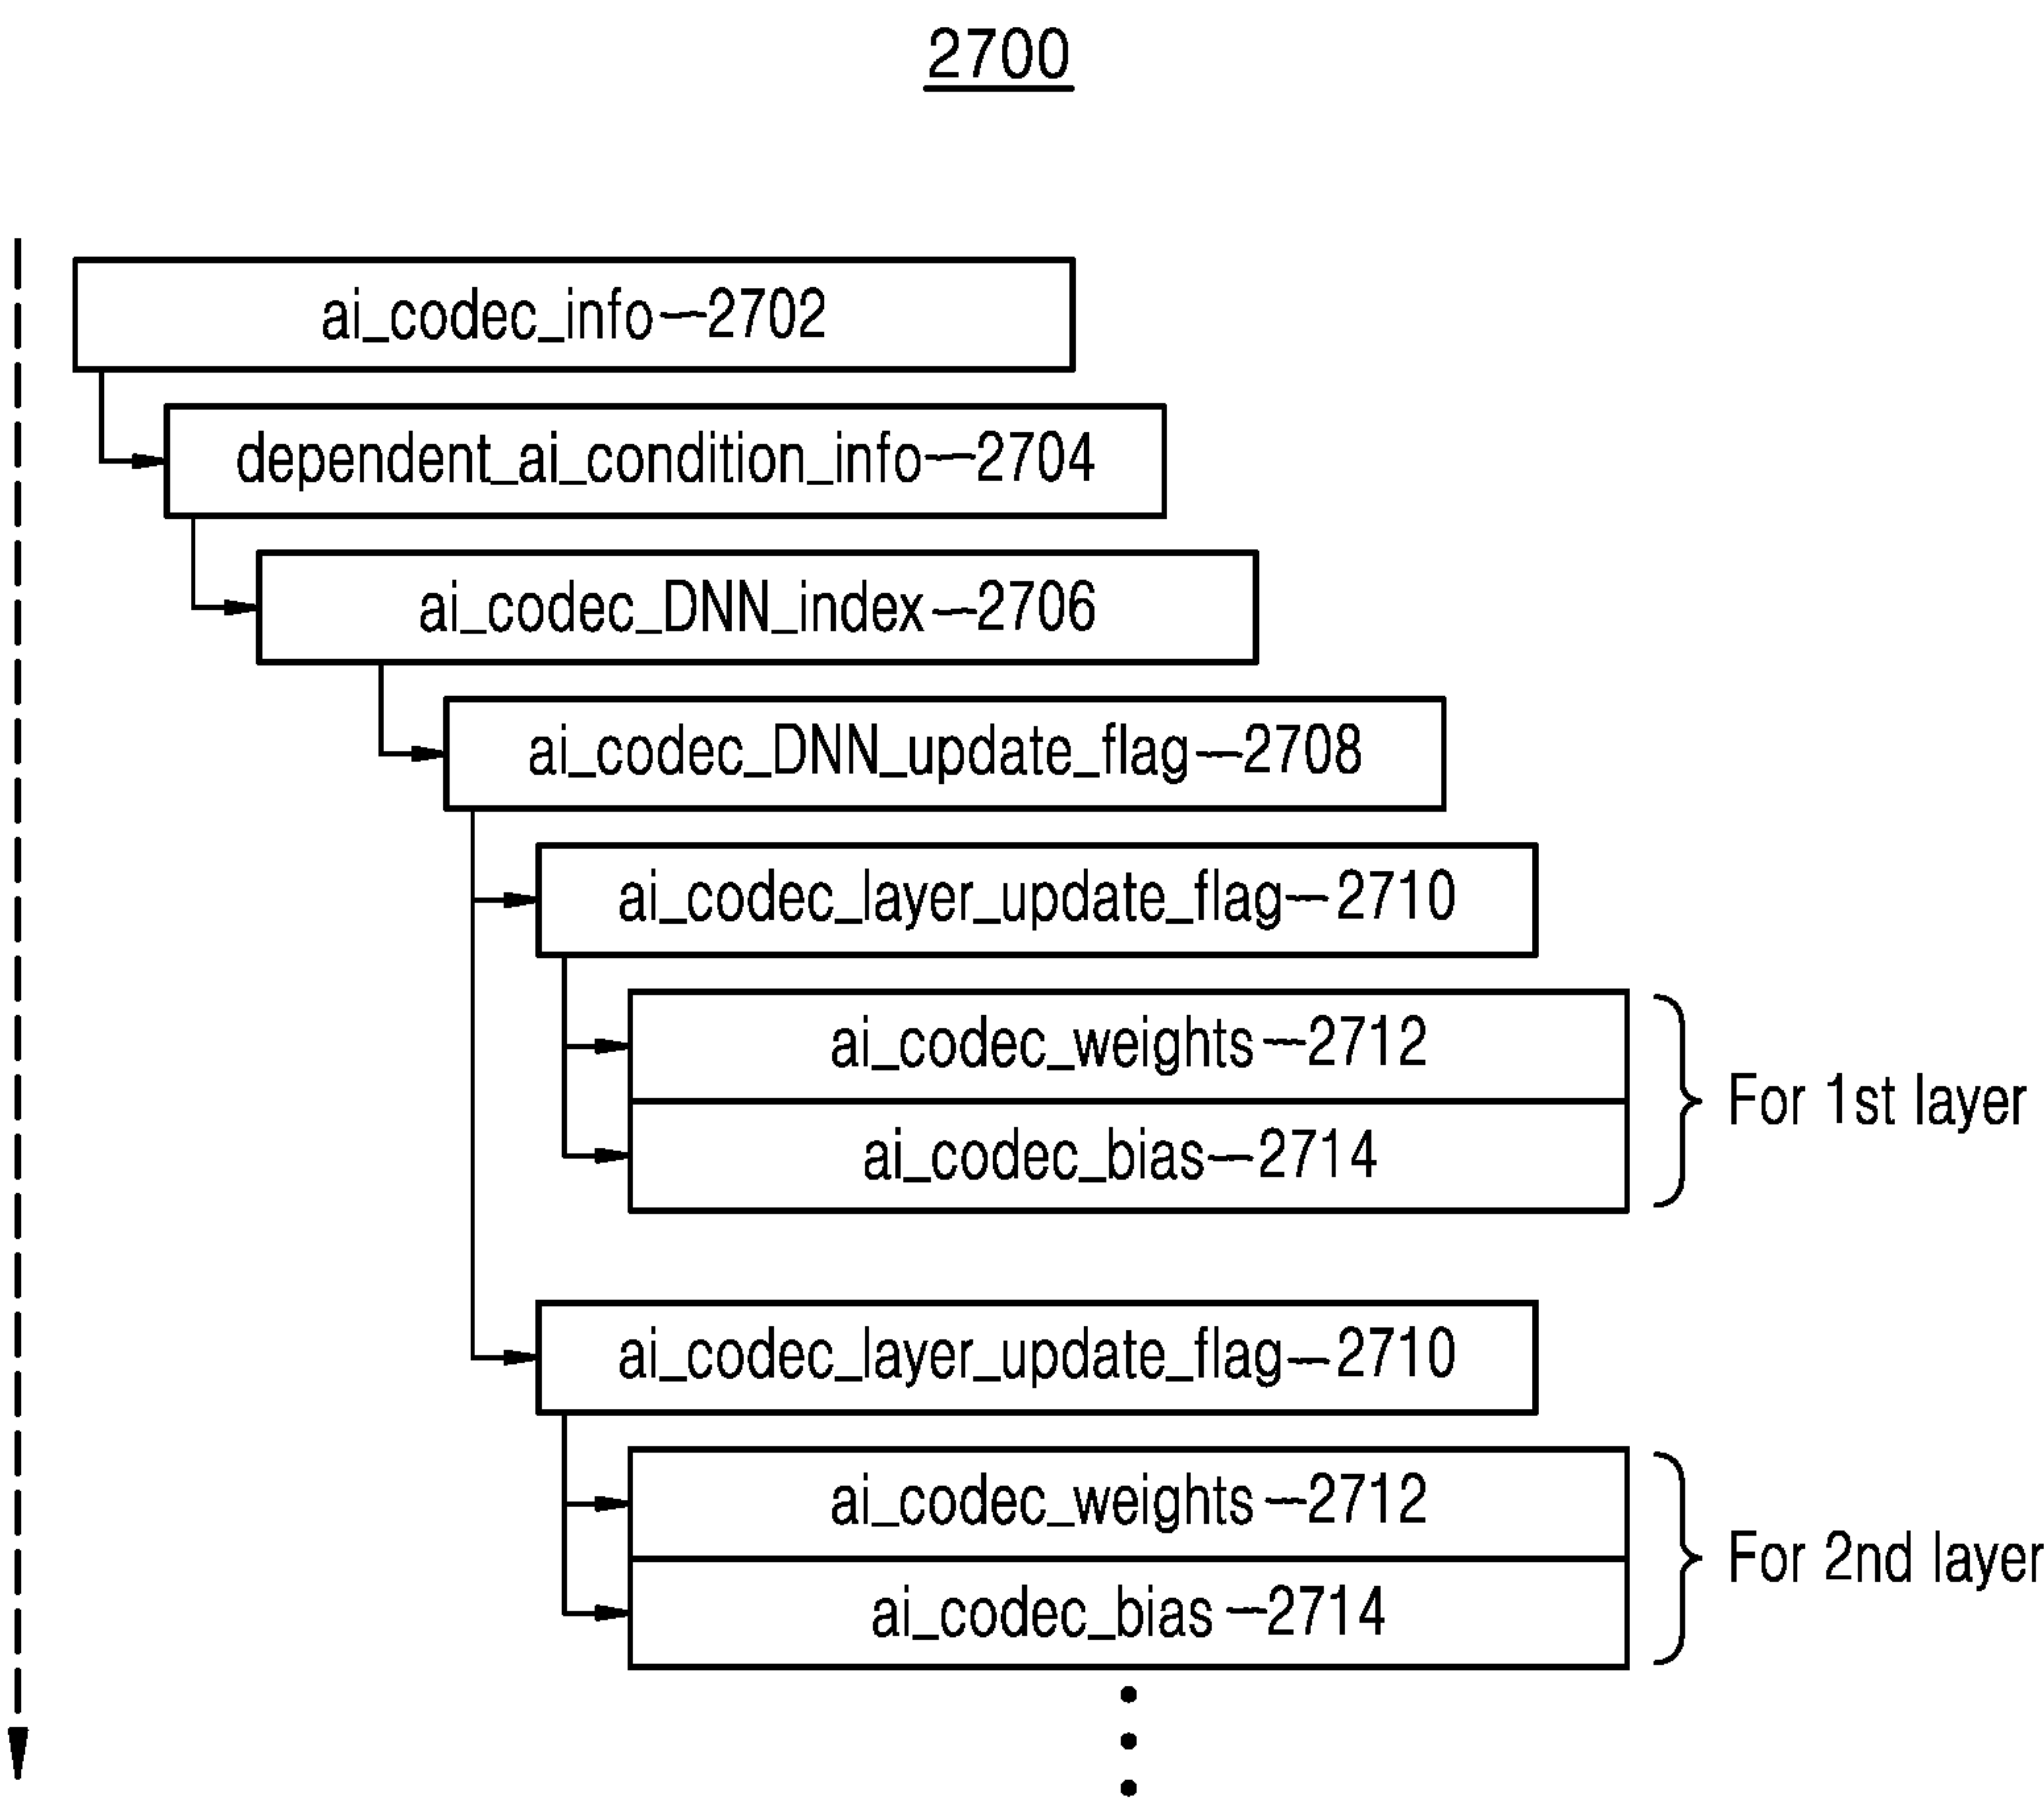 2700
ai_codec_info—2702
dependent_ai_condition_info—2704
ai_codec_DNN_index—2706
ai_codec_DNN_update_flag—2708
ai_codec_layer_update_flag—2710
ai_codec_weights—2712
ai_codec_bias—2714
For 1st layer
ai_codec_layer_update_flag—2710
ai_codec_weights—2712
ai_codec_bias—2714
For 2nd layer